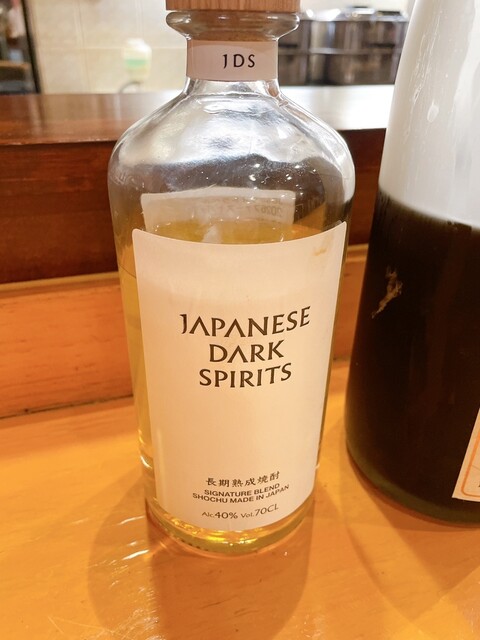 JDS
JAPANESE
DARK
SPIRITS
長期熟成焼酎
SIGNATURE BLEND
SHOCHU MADE IN JAPAN
Alc.40% Vol.70CL